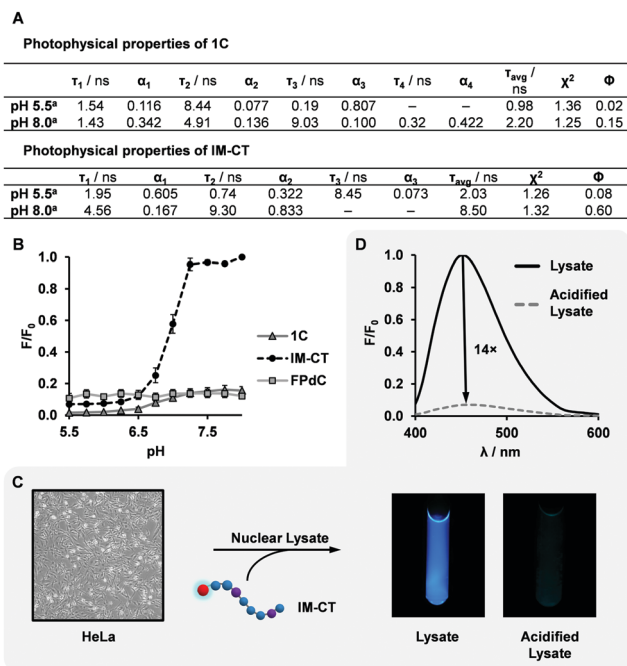 A
Photophysical properties of 1C
τ1 / ns α1 τ2 / ns α2 τ3 / ns α3 τ4 / ns α4 τavg / ns χ² Φ
pH 5.5ᵃ 1.54 0.116 8.44 0.077 0.19 0.807 – – 0.98 1.36 0.02
pH 8.0ᵃ 1.43 0.342 4.91 0.136 9.03 0.100 0.32 0.422 2.20 1.25 0.15
Photophysical properties of IM-CT
τ1 / ns α1 τ2 / ns α2 τ3 / ns α3 τavg / ns χ² Φ
pH 5.5ᵃ 1.95 0.605 0.74 0.322 8.45 0.073 2.03 1.26 0.08
pH 8.0ᵃ 4.56 0.167 9.30 0.833 – – 8.50 1.32 0.60
B
F/F0
1.0
0.8
0.6
0.4
0.2
0.0
5.5 6.5 7.5
pH
1C
IM-CT
FPdC
D
F/F0
1.0
0.8
0.6
0.4
0.2
0.0
400 500 600
λ / nm
Lysate
Acidified
Lysate
14×
C
HeLa
Nuclear Lysate
IM-CT
Lysate
Acidified
Lysate